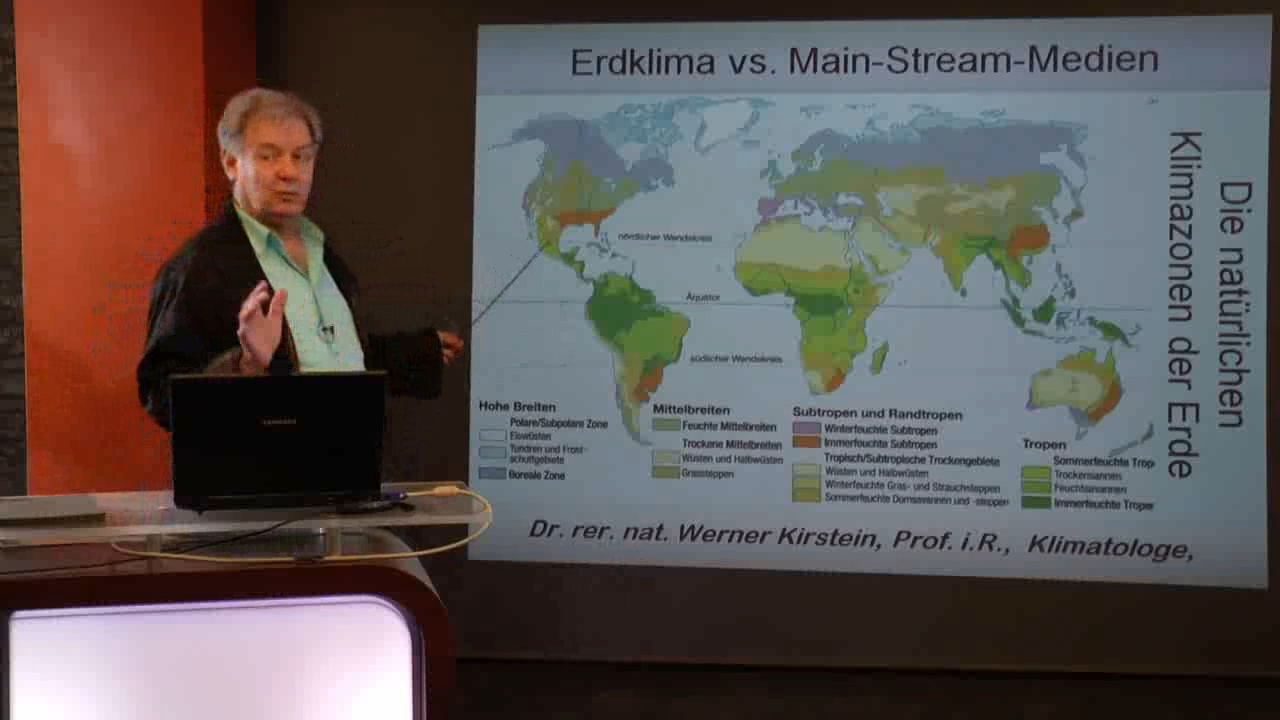 Erdklima vs. Main-Stream-Medien
Die natürlichen
Klimazonen der Erde
nördlicher Wendekreis
Äquator
südlicher Wendekreis
Hohe Breiten
Polare/Subpolare Zone
Eiswüsten
Tundren und Frost-
schuttgebiete
Boreale Zone
Mittelbreiten
Feuchte Mittelbreiten
Trockene Mittelbreiten
Wüsten und Halbwüsten
Grassteppen
Subtropen und Randtropen
Winterfeuchte Subtropen
Immerfeuchte Subtropen
Tropisch/Subtropische Trockengebiete
Wüsten und Halbwüsten
Winterfeuchte Gras- und Strauchsteppen
Sommerfeuchte Dornsavannen und -steppen
Tropen
Sommerfeuchte Trop
Trockensavannen
Feuchtsavannen
Immerfeuchte Troper
Dr. rer. nat. Werner Kirstein, Prof. i.R., Klimatologe,
SAMSUNG